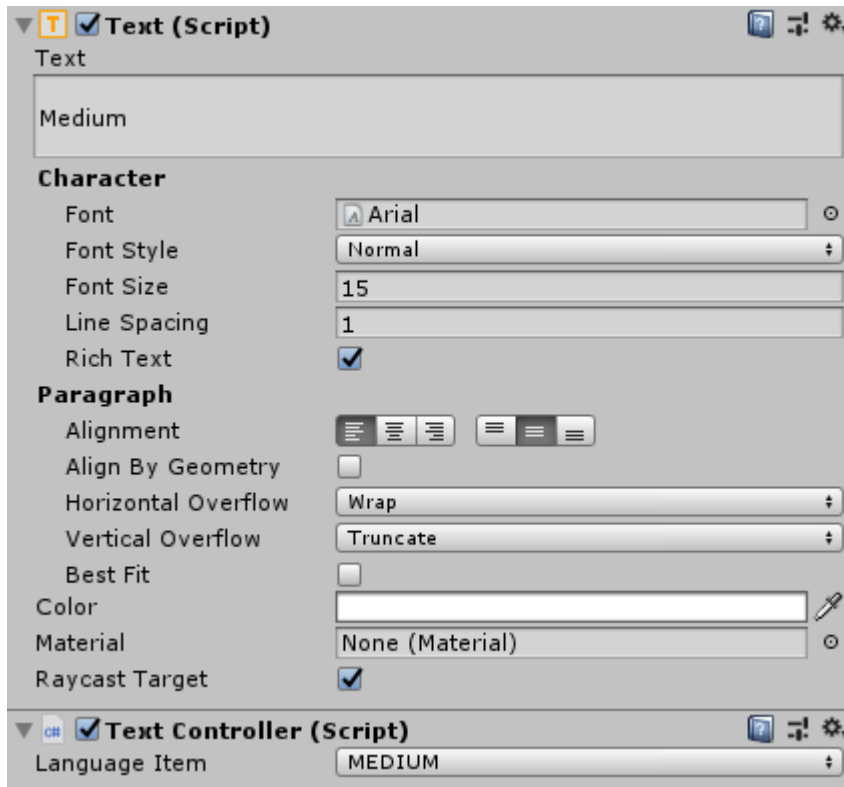 Text (Script)
Text
Medium
Character
Font Arial
Font Style Normal
Font Size 15
Line Spacing 1
Rich Text
Paragraph
Alignment
Align By Geometry
Horizontal Overflow Wrap
Vertical Overflow Truncate
Best Fit
Color
Material None (Material)
Raycast Target
Text Controller (Script)
Language Item MEDIUM